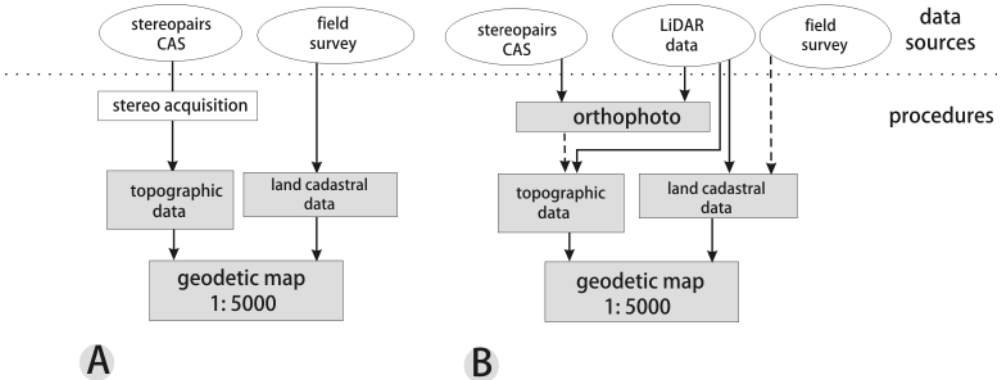 stereopairs
CAS
field
survey
stereo acquisition
topographic
data
land cadastral
data
geodetic map
1: 5000
A
stereopairs
CAS
LiDAR
data
field
survey
data
sources
orthophoto
procedures
topographic
data
land cadastral
data
geodetic map
1: 5000
B